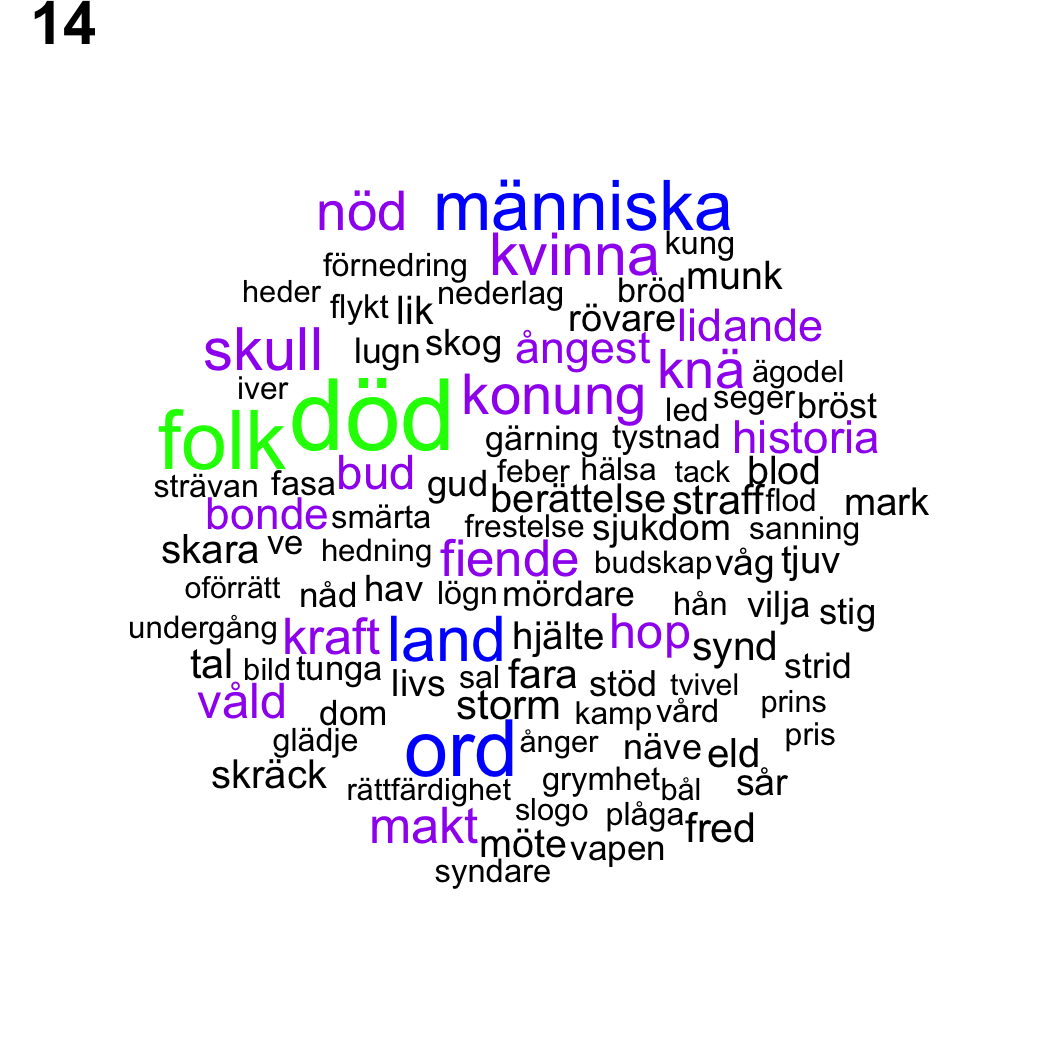 14
nöd människa
kvinna kung
förnedring munk
heder flykt lik nederlag bröd
rövare lidande
skull lugn skog ångest knä ägodel
iver död konung led seger bröst
folk gärning tystnad historia
bud feber hälsa tack blod
strävan fasa gud berättelse straff flod mark
bonde smärta frestelse sjukdom sanning
skara ve hedning fiende budskap våg tjuv
oförrätt nåd hav lögn mördare hån vilja stig
undergång kraft land hjälte hop synd
tal bild tunga livs sal fara stöd tvivel strid
våld dom storm kamp vård prins
glädje ord ånger näve eld pris
skräck rättfärdighet grymhet bål sår
makt slogo plåga fred
möte vapen
syndare